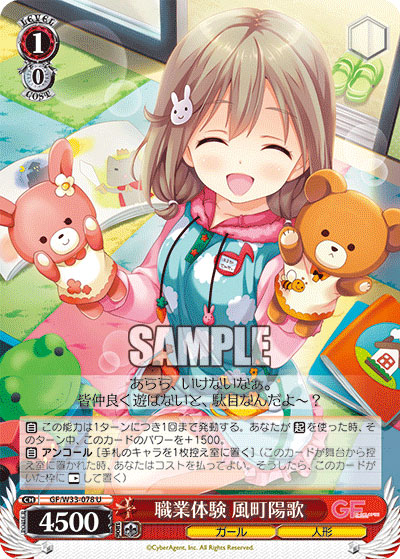 LEVEL
1
0
COST
SAMPLE
あらら、いけないなぁ。
皆仲良く遊ばないと、駄目なんだよ～?
自 この能力は1ターンにつき1回まで発動する。あなたが起を使った時、そ
のターン中、このカードのパワーを+1500。
自 アンコール [手札のキャラを1枚控え室に置く] (このカードが舞台から控
え室に置かれた時、あなたはコストを払ってよい。そうしたら、このカードが
いた枠に置く)
CH GF/W33-078 U
4500
職業体験 風町陽歌
GF
ガール
人形
©CyberAgent, Inc. All Rights Reserved.